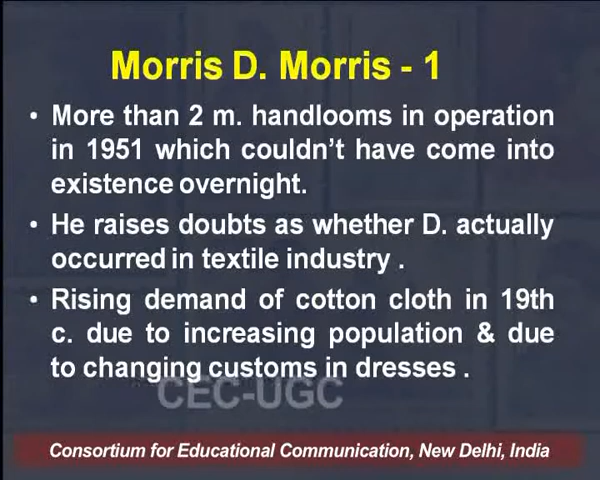 Morris D. Morris - 1
• More than 2 m. handlooms in operation
in 1951 which couldn't have come into
existence overnight.
• He raises doubts as whether D. actually
occurred in textile industry .
• Rising demand of cotton cloth in 19th
c. due to increasing population & due
to changing customs in dresses .
CEC-UGC
Consortium for Educational Communication, New Delhi, India